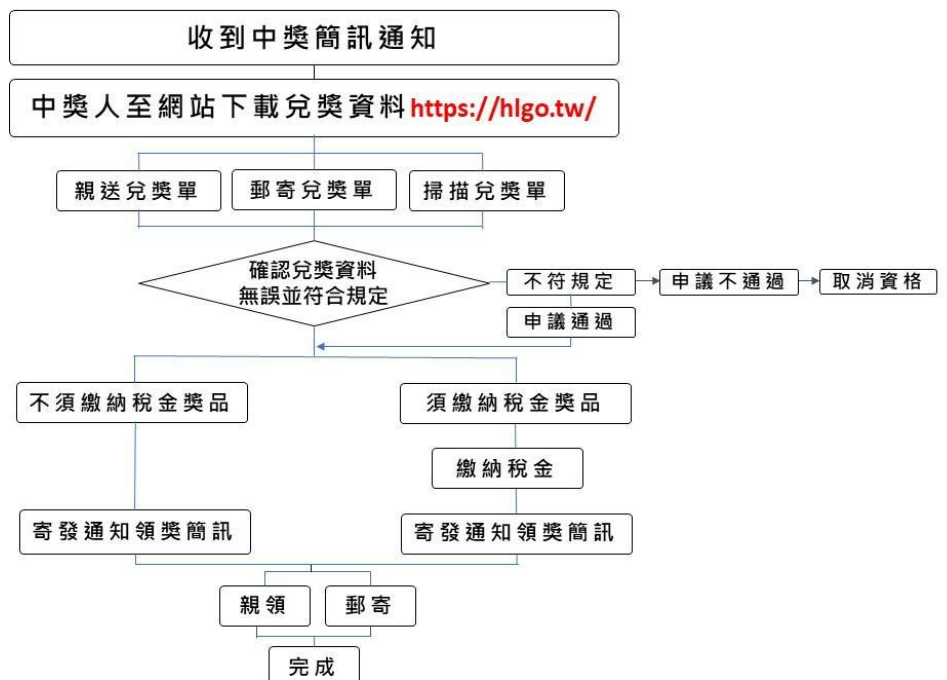 收到中獎簡訊通知
中獎人至網站下載兌獎資料https://hlgo.tw/
親送兌獎單
郵寄兌獎單
掃描兌獎單
確認兌獎資料
無誤並符合規定
不符規定
申議不通過
取消資格
申議通過
不須繳納稅金獎品
須繳納稅金獎品
繳納稅金
寄發通知領獎簡訊
寄發通知領獎簡訊
親領
郵寄
完成